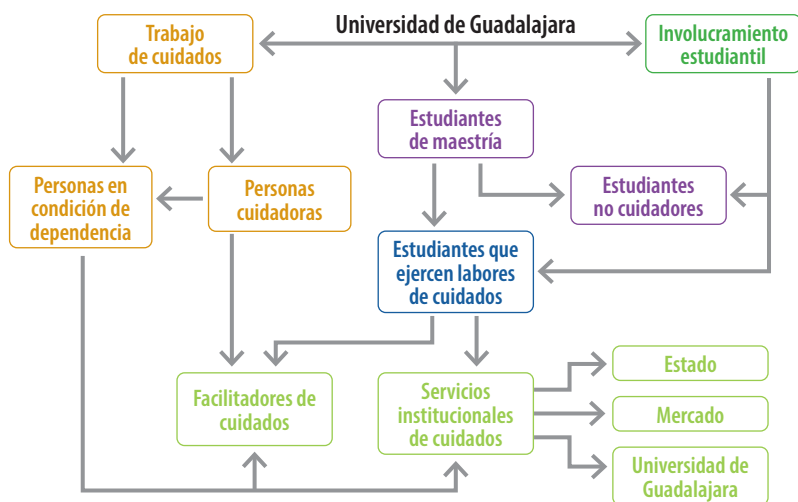 Universidad de Guadalajara
Trabajo
de cuidados
Involucramiento
estudiantil
Estudiantes
de maestría
Personas en
condición de
dependencia
Personas
cuidadoras
Estudiantes
no cuidadores
Estudiantes que
ejercen labores
de cuidados
Facilitadores de
cuidados
Servicios
institucionales
de cuidados
Estado
Mercado
Universidad de
Guadalajara